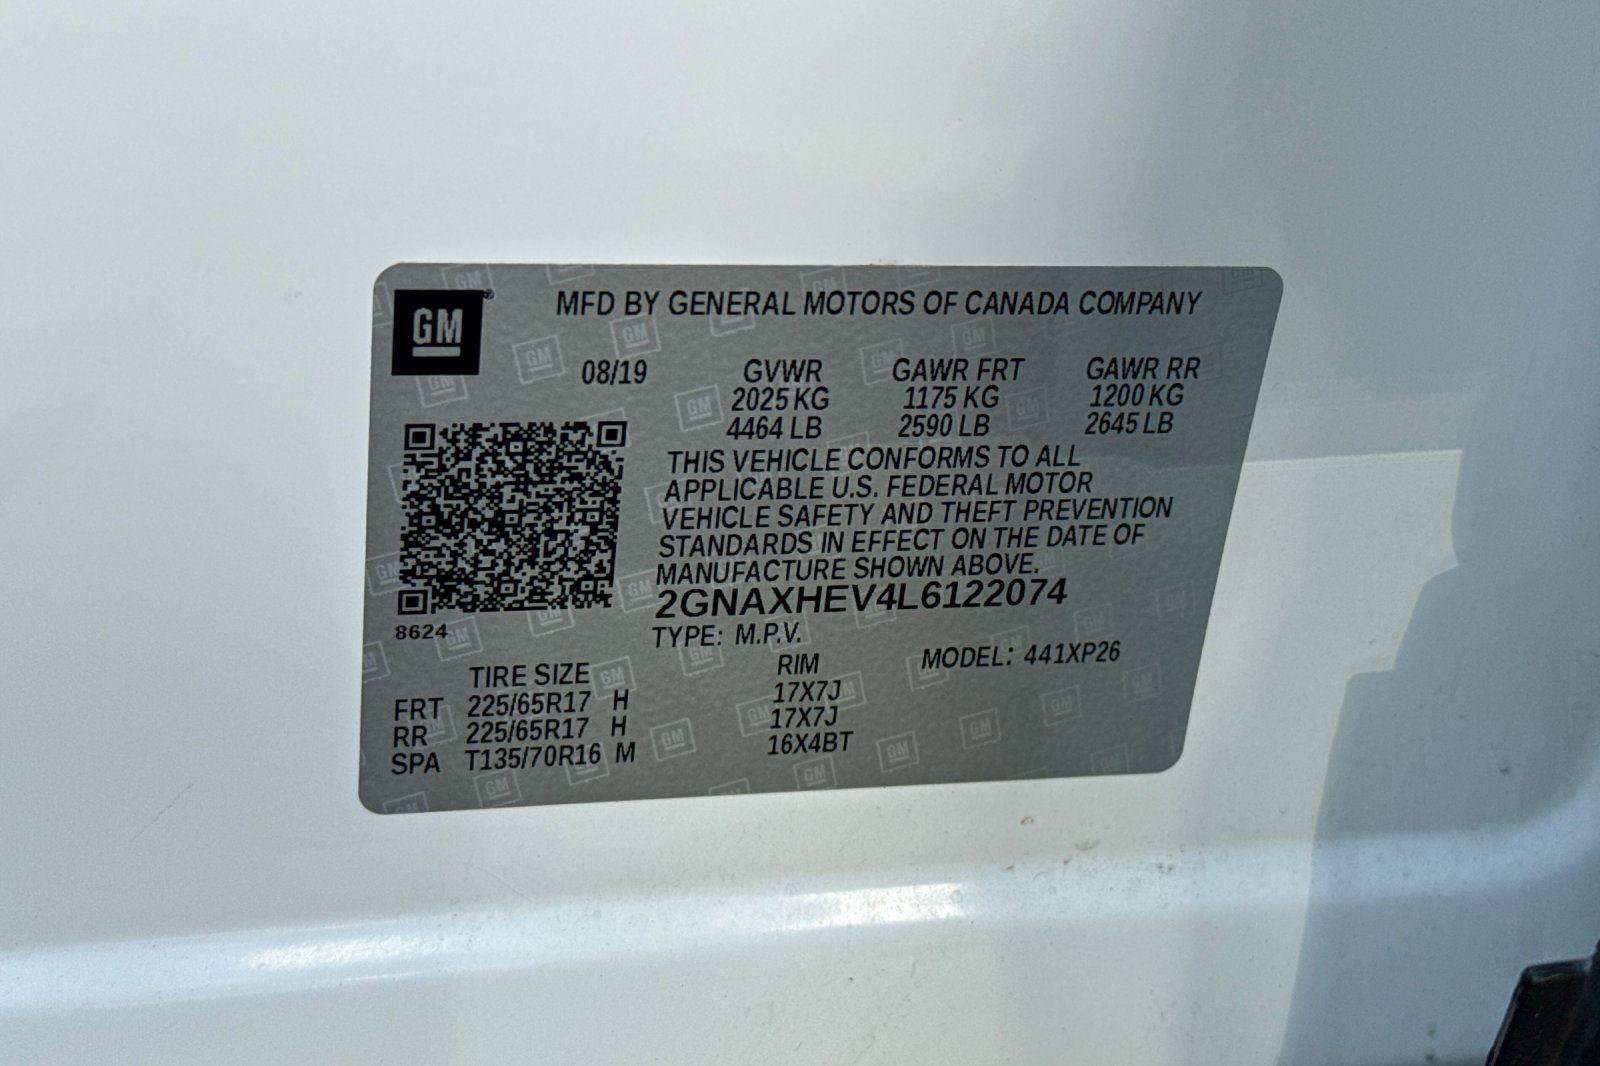 GM
MFD BY GENERAL MOTORS OF CANADA COMPANY
08/19 GVWR GAWR FRT GAWR RR
2025 KG 1175 KG 1200 KG
4464 LB 2590 LB 2645 LB
THIS VEHICLE CONFORMS TO ALL
APPLICABLE U.S. FEDERAL MOTOR
VEHICLE SAFETY AND THEFT PREVENTION
STANDARDS IN EFFECT ON THE DATE OF
MANUFACTURE SHOWN ABOVE.
2GNAXHEV4L6122074
8624
TYPE: M.P.V.
TIRE SIZE RIM MODEL: 441XP26
FRT 225/65R17 H 17X7J
RR 225/65R17 H 17X7J
SPA T135/70R16 M 16X4BT